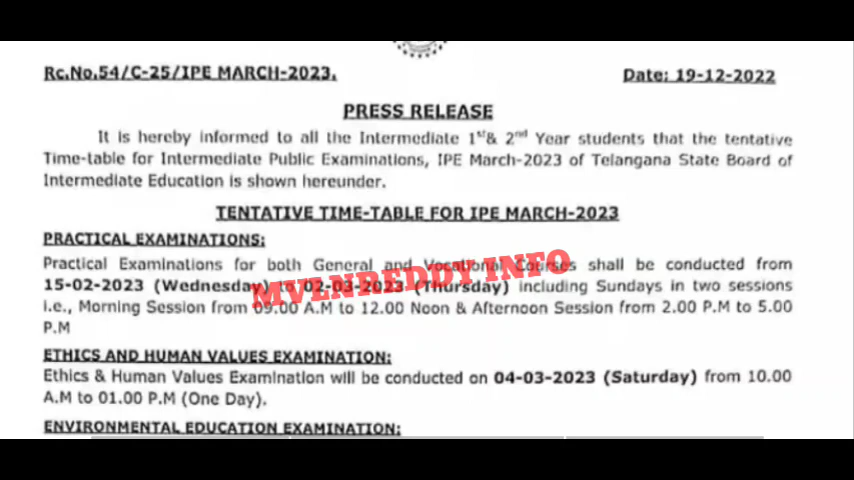 Rc.No.54/C-25/IPE MARCH-2023.
Date: 19-12-2022
PRESS RELEASE
It is hereby informed to all the Intermediate 1st& 2nd Year students that the tentative
Time-table for Intermediate Public Examinations, IPE March-2023 of Telangana State Board of
Intermediate Education is shown hereunder.
TENTATIVE TIME-TABLE FOR IPE MARCH-2023
PRACTICAL EXAMINATIONS:
Practical Examinations for both General and Vocational Courses shall be conducted from
15-02-2023 (Wednesday) to 02-03-2023 (Thursday) including Sundays in two sessions
i.e., Morning Session from 09.00 A.M to 12.00 Noon & Afternoon Session from 2.00 P.M to 5.00
P.M
MVENREDDY INFO
ETHICS AND HUMAN VALUES EXAMINATION:
Ethics & Human Values Examination will be conducted on 04-03-2023 (Saturday) from 10.00
A.M to 01.00 P.M (One Day).
ENVIRONMENTAL EDUCATION EXAMINATION: